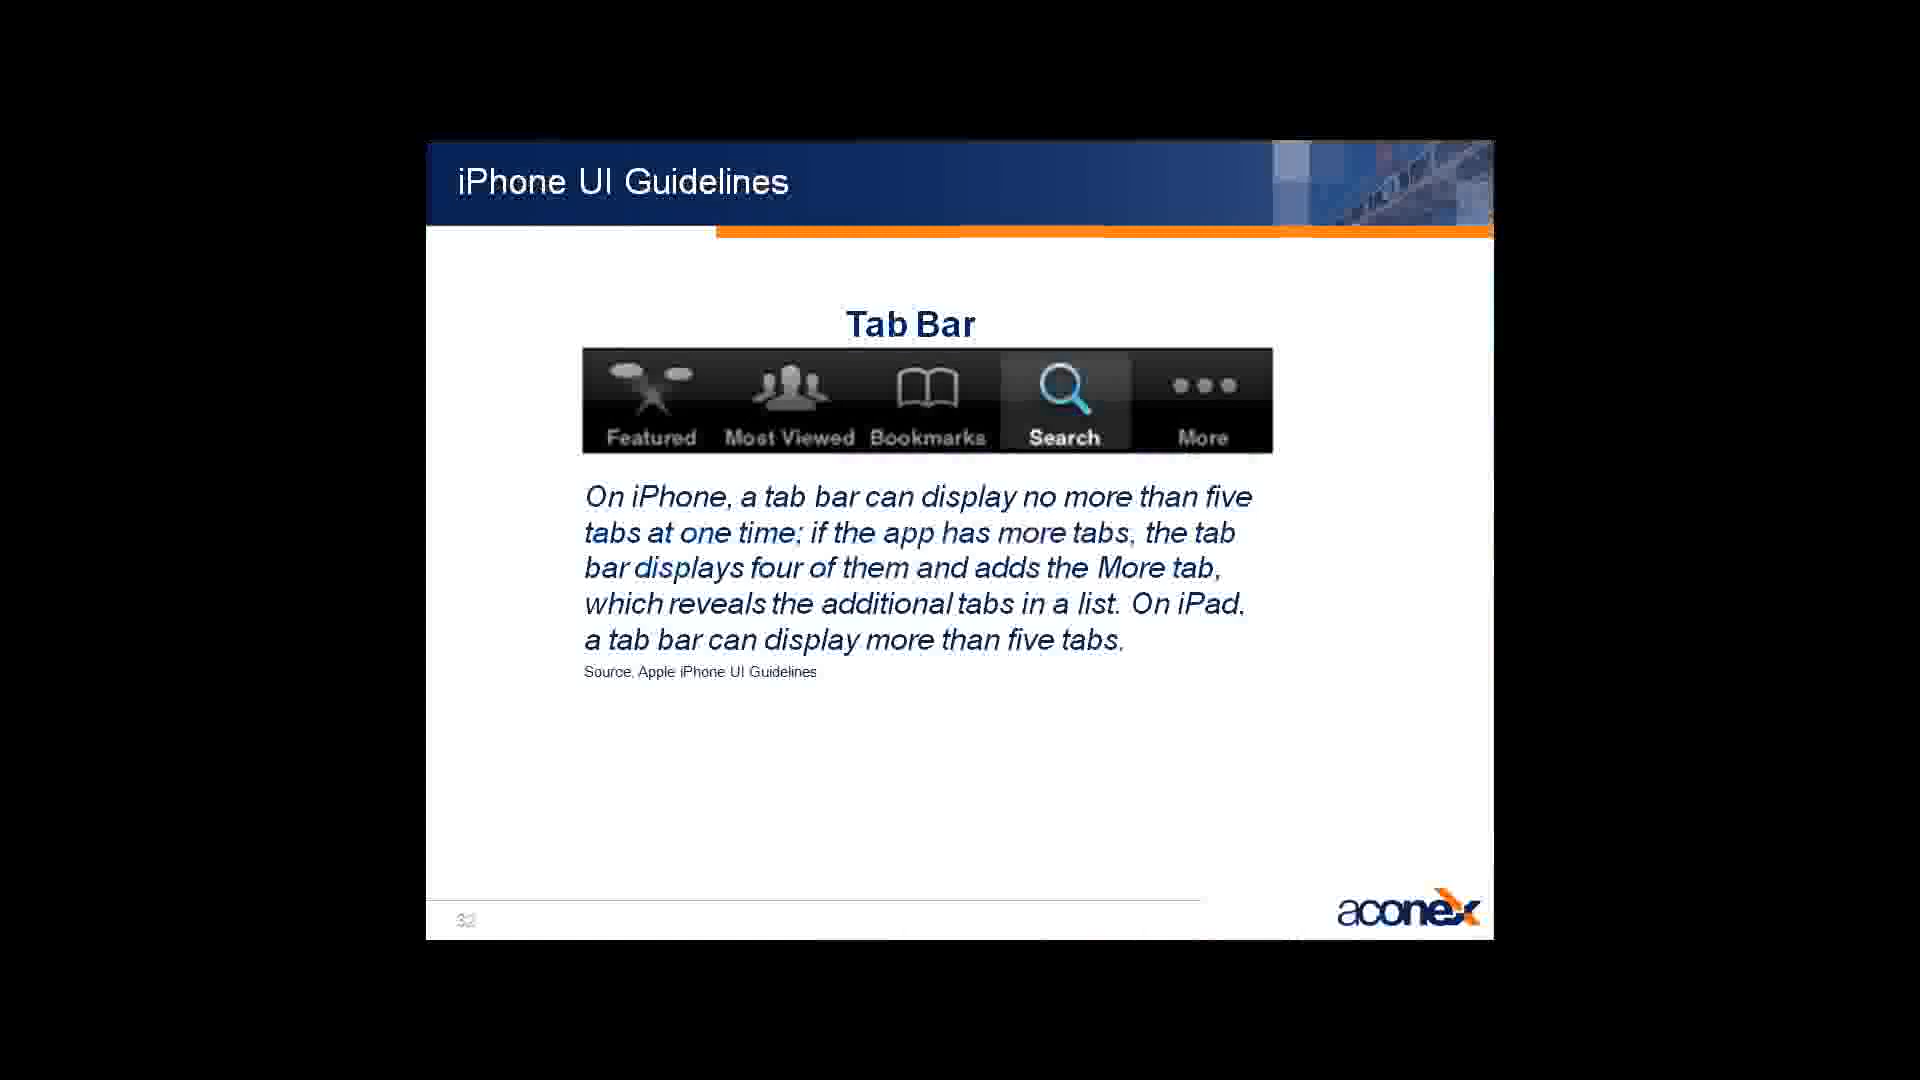 iPhone UI Guidelines
Tab Bar
Featured Most Viewed Bookmarks Search More
On iPhone, a tab bar can display no more than five
tabs at one time; if the app has more tabs, the tab
bar displays four of them and adds the More tab,
which reveals the additional tabs in a list. On iPad,
a tab bar can display more than five tabs.
Source, Apple iPhone UI Guidelines
32
aconex